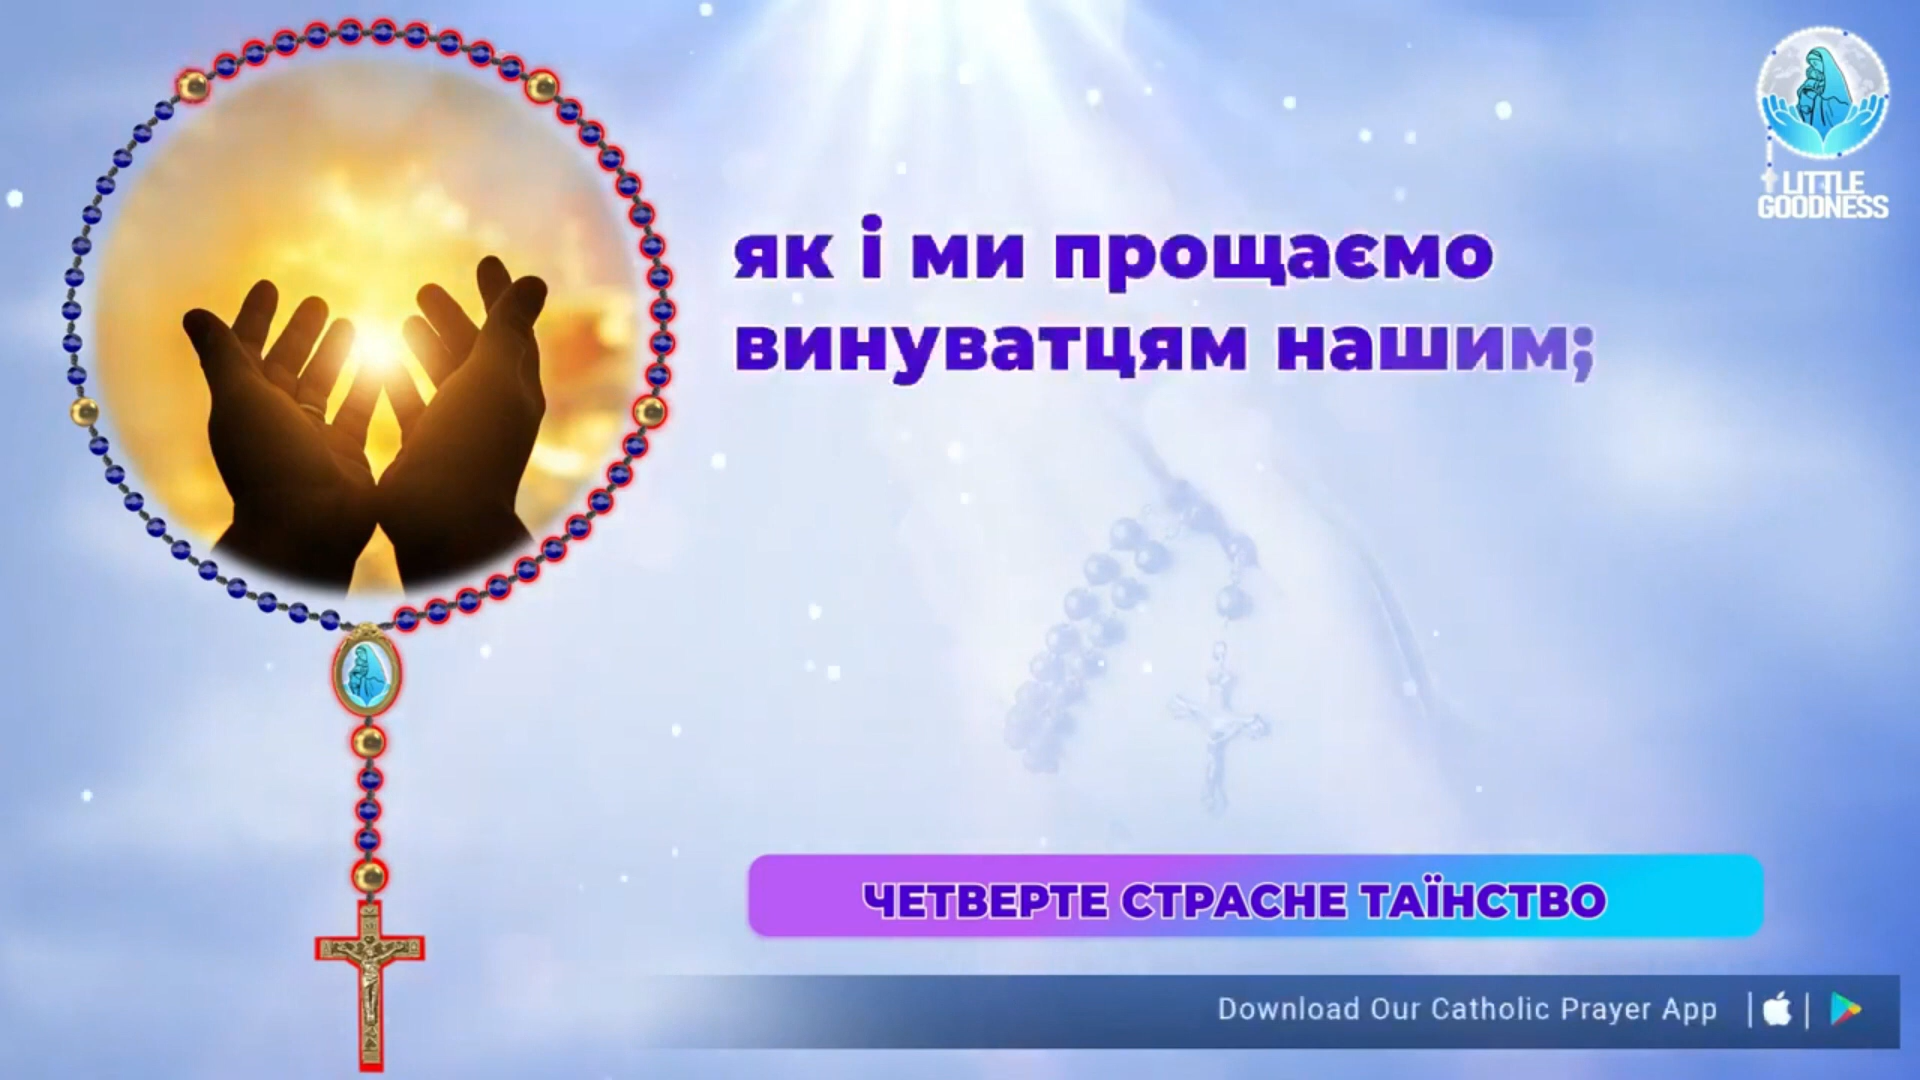 LITTLE
GOODNESS
як і ми прощаємо
винуватцям нашим;
ЧЕТВЕРТЕ СТРАСНЕ ТАЇНСТВО
Download Our Catholic Prayer App